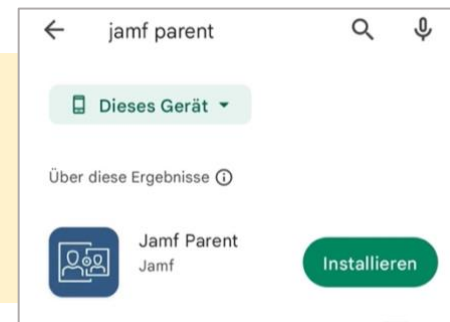 jamf parent
Dieses Gerät
Über diese Ergebnisse
Jamf Parent
Jamf
Installieren